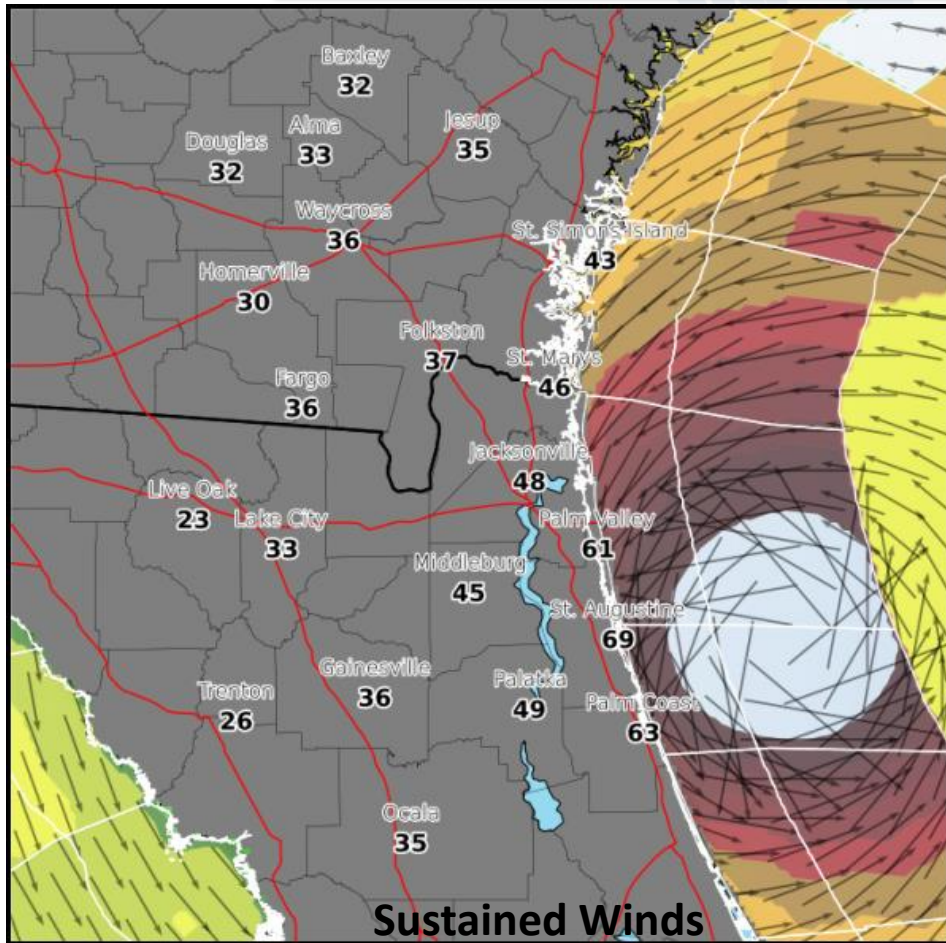 Baxley
32
Douglas
32
Alma
33
Jesup
35
Waycross
36
St. Simons Island
43
Homerville
30
Folkston
37
St. Marys
46
Fargo
36
Jacksonville
48
Live Oak
23
Lake City
33
Palm Valley
61
Middleburg
45
St. Augustine
69
Gainesville
36
Trenton
26
Palatka
49
Palm Coast
63
Ocala
35
Sustained Winds